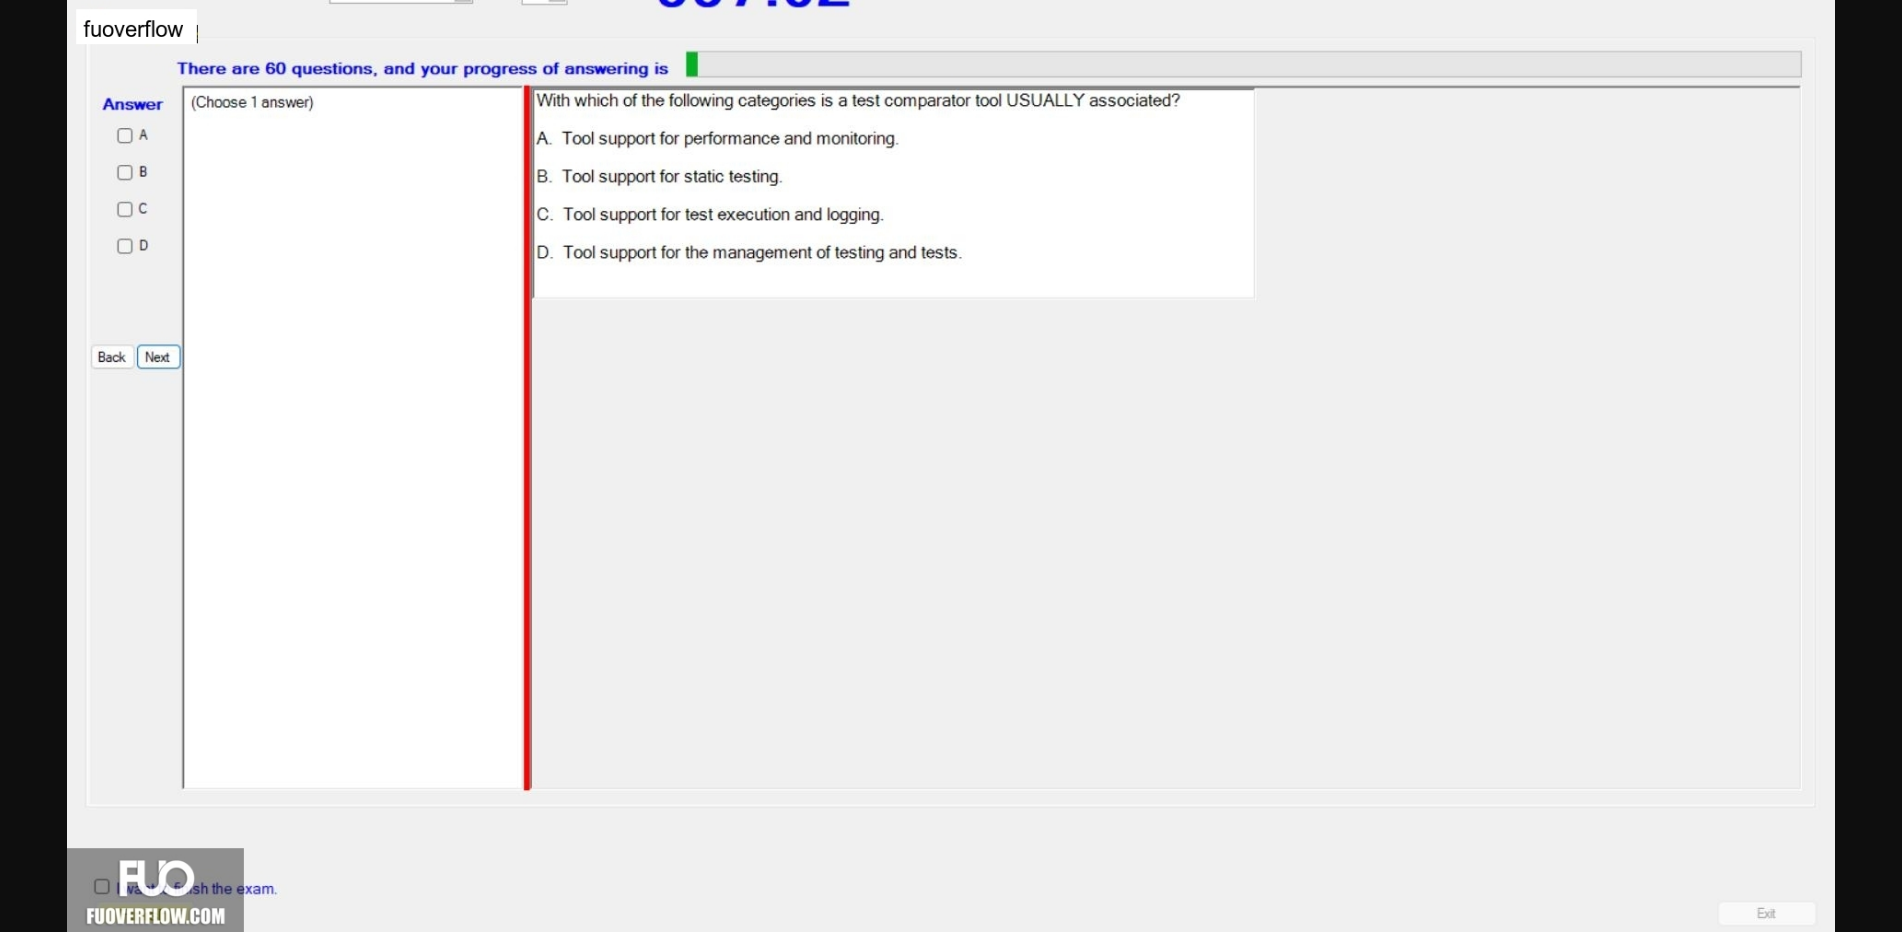 fuoverflow
There are 60 questions, and your progress of answering is
Answer
(Choose 1 answer)
A
B
C
D
Back
Next
With which of the following categories is a test comparator tool USUALLY associated?
A. Tool support for performance and monitoring.
B. Tool support for static testing.
C. Tool support for test execution and logging.
D. Tool support for the management of testing and tests.
FUO
the exam.
FUOVERFLOW.COM
Exit